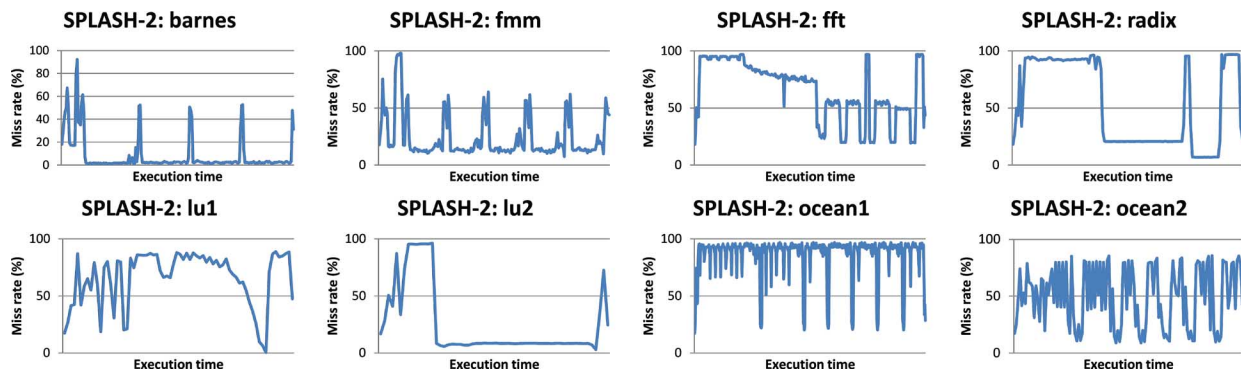 SPLASH-2: barnes
SPLASH-2: fmm
SPLASH-2: fft
SPLASH-2: radix
Miss rate (%)
100
80
60
40
20
0
Execution time
Miss rate (%)
100
50
0
Execution time
Miss rate (%)
100
50
0
Execution time
Miss rate (%)
100
50
0
Execution time
SPLASH-2: lu1
SPLASH-2: lu2
SPLASH-2: ocean1
SPLASH-2: ocean2
Miss rate (%)
100
50
0
Execution time
Miss rate (%)
100
50
0
Execution time
Miss rate (%)
100
50
0
Execution time
Miss rate (%)
100
50
0
Execution time